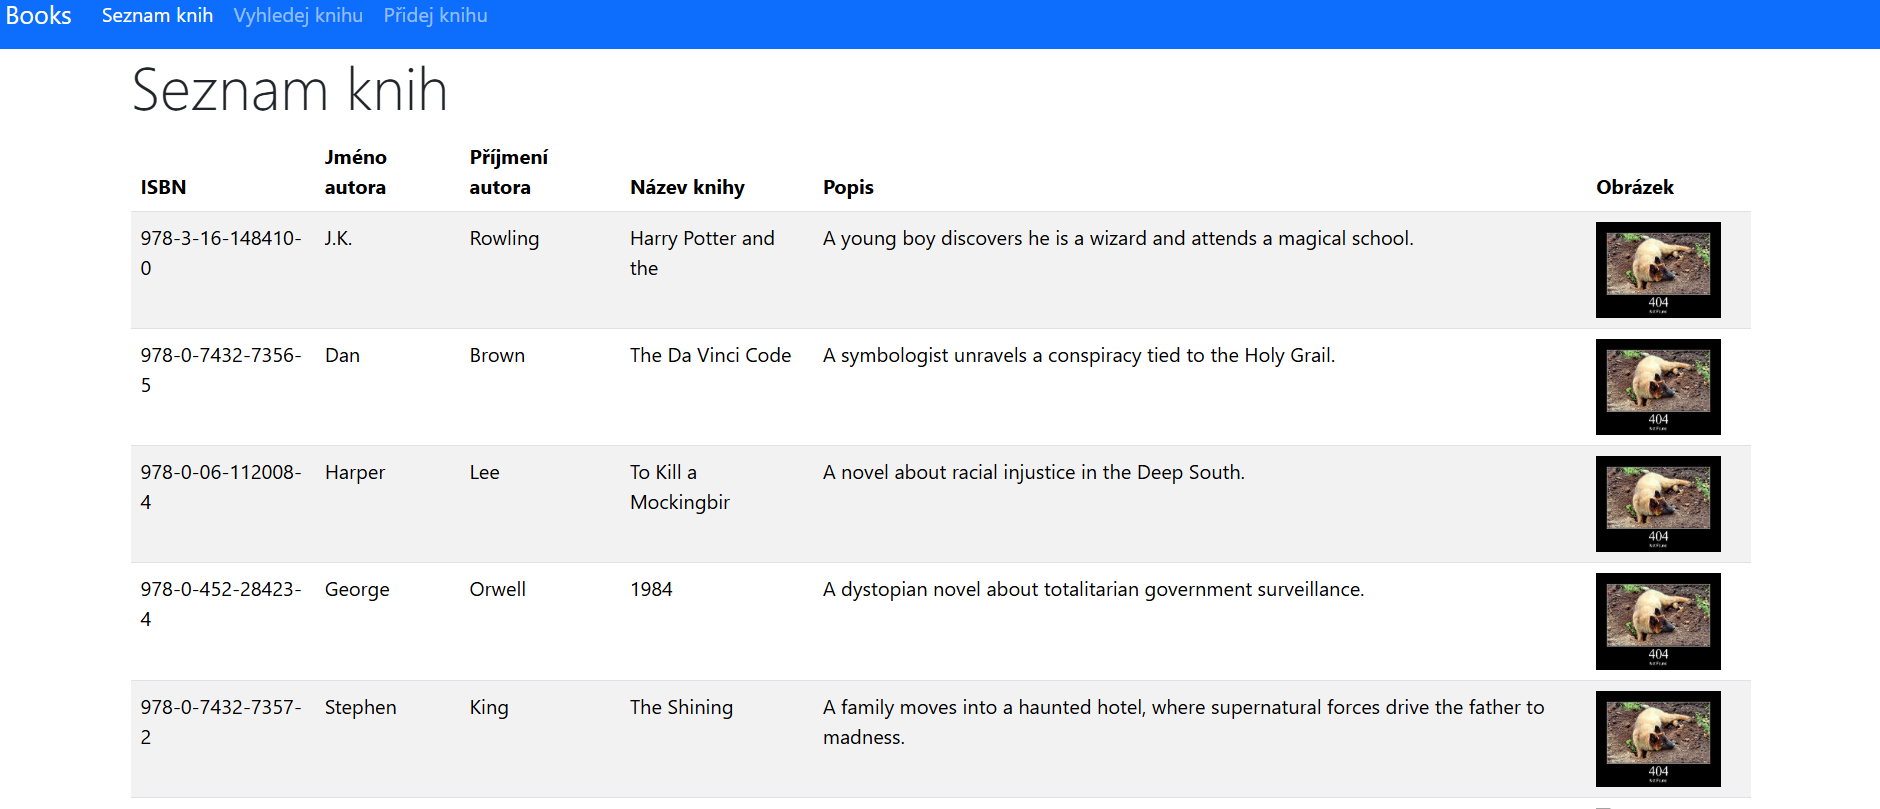 Books Seznam knih Vyhledej knihu Přidej knihu
Seznam knih
ISBN Jméno autora Příjmení autora Název knihy Popis Obrázek
978-3-16-148410- J.K. Rowling Harry Potter and A young boy discovers he is a wizard and attends a magical school.
0 the
404
978-0-7432-7356- Dan Brown The Da Vinci Code A symbologist unravels a conspiracy tied to the Holy Grail.
5
404
978-0-06-112008- Harper Lee To Kill a A novel about racial injustice in the Deep South.
4 Mockingbir
404
978-0-452-28423- George Orwell 1984 A dystopian novel about totalitarian government surveillance.
4
404
978-0-7432-7357- Stephen King The Shining A family moves into a haunted hotel, where supernatural forces drive the father to
2 madness.
404